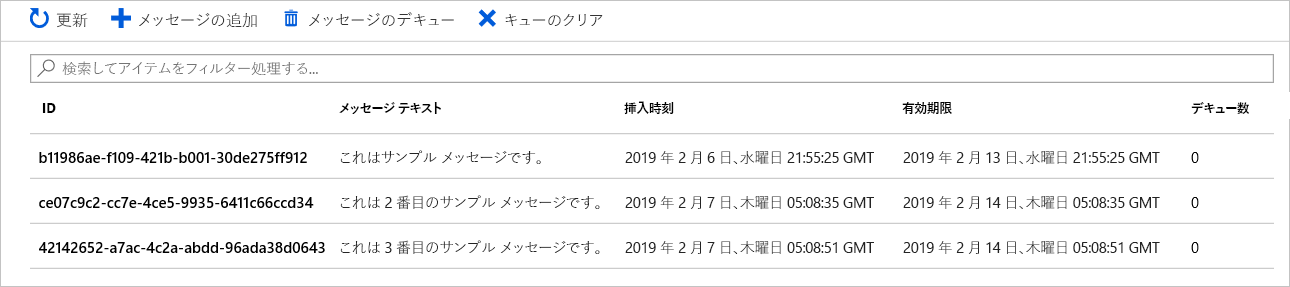 更新 メッセージの追加 メッセージのデキュー キューのクリア
検索してアイテムをフィルター処理する...
ID メッセージ テキスト 挿入時刻 有効期限 デキュー数
b11986ae-f109-421b-b001-30de275ff912 これはサンプル メッセージです。 2019 年 2 月 6 日、水曜日 21:55:25 GMT 2019 年 2 月 13 日、水曜日 21:55:25 GMT 0
ce07c9c2-cc7e-4ce5-9935-6411c66ccd34 これは 2 番目のサンプル メッセージです。 2019 年 2 月 7 日、木曜日 05:08:35 GMT 2019 年 2 月 14 日、木曜日 05:08:35 GMT 0
42142652-a7ac-4c2a-abdd-96ada38d0643 これは 3 番目のサンプル メッセージです。 2019 年 2 月 7 日、木曜日 05:08:51 GMT 2019 年 2 月 14 日、木曜日 05:08:51 GMT 0